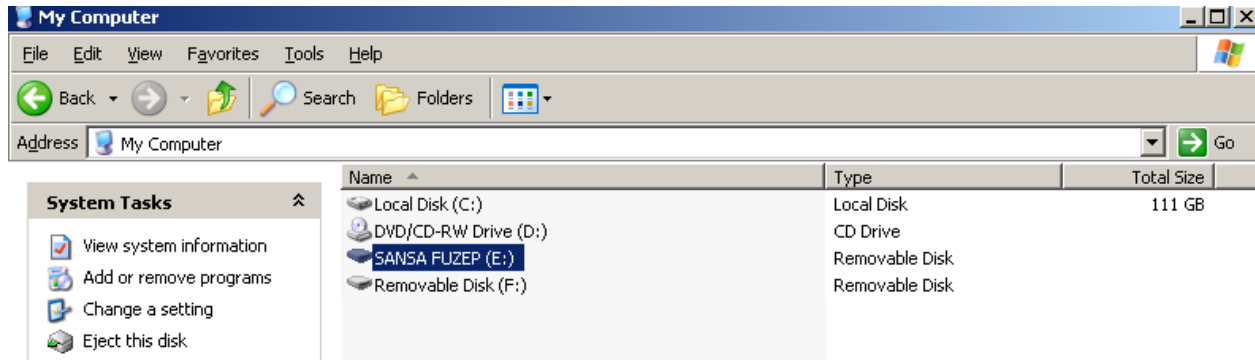 My Computer
File Edit View Favorites Tools Help
Back Search Folders
Address My Computer Go
Name Type Total Size
System Tasks
View system information
Add or remove programs
Change a setting
Eject this disk
Local Disk (C:) Local Disk 111 GB
DVD/CD-RW Drive (D:) CD Drive
SANSA FUZEP (E:) Removable Disk
Removable Disk (F:) Removable Disk